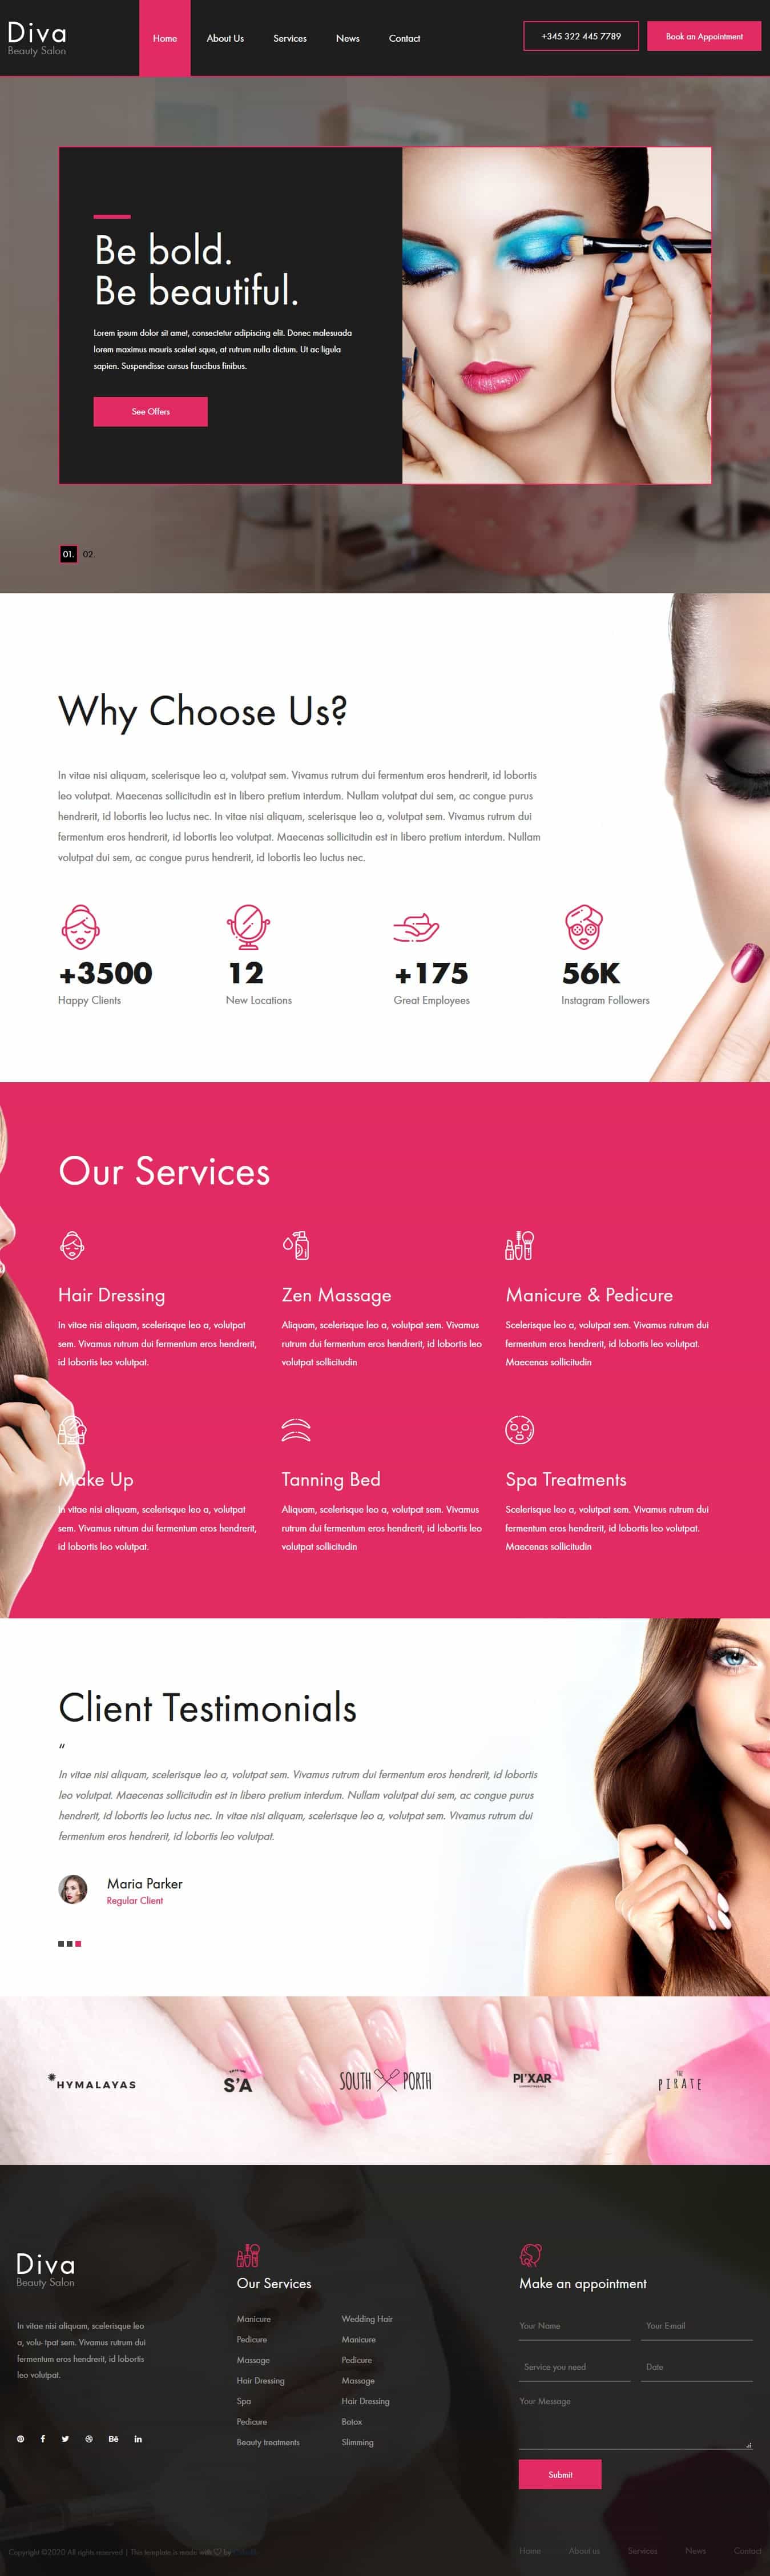 Diva
Beauty Salon
Home
About Us
Services
News
Contact
+345 322 445 7789
Book an Appointment
Be bold.
Be beautiful.
Lorem ipsum dolor sit amet, consectetur adipiscing elit. Donec malesuada
lorem maximus mauris sceleri sque, at rutrum nulla dictum. Ut ac ligula
sapien. Suspendisse cursus faucibus finibus.
See Offers
01.
02.
Why Choose Us?
In vitae nisi aliquam, scelerisque leo a, volutpat sem. Vivamus rutrum dui fermentum eros hendrerit, id lobortis
leo volutpat. Maecenas sollicitudin est in libero pretium interdum. Nullam volutpat dui sem, ac congue purus
hendrerit, id lobortis leo luctus nec. In vitae nisi aliquam, scelerisque leo a, volutpat sem. Vivamus rutrum dui
fermentum eros hendrerit, id lobortis leo volutpat. Maecenas sollicitudin est in libero pretium interdum. Nullam
volutpat dui sem, ac congue purus hendrerit, id lobortis leo luctus nec.
+3500
Happy Clients
12
New Locations
+175
Great Employees
56K
Instagram Followers
Our Services
Hair Dressing
In vitae nisi aliquam, scelerisque leo a, volutpat
sem. Vivamus rutrum dui fermentum eros hendrerit,
id lobortis leo volutpat.
Zen Massage
Aliquam, scelerisque leo a, volutpat sem. Vivamus
rutrum dui fermentum eros hendrerit, id lobortis leo
volutpat sollicitudin
Manicure & Pedicure
Scelerisque leo a, volutpat sem. Vivamus rutrum dui
fermentum eros hendrerit, id lobortis leo volutpat.
Maecenas sollicitudin
Make Up
In vitae nisi aliquam, scelerisque leo a, volutpat
sem. Vivamus rutrum dui fermentum eros hendrerit,
id lobortis leo volutpat.
Tanning Bed
Aliquam, scelerisque leo a, volutpat sem. Vivamus
rutrum dui fermentum eros hendrerit, id lobortis leo
volutpat sollicitudin
Spa Treatments
Scelerisque leo a, volutpat sem. Vivamus rutrum dui
fermentum eros hendrerit, id lobortis leo volutpat.
Maecenas sollicitudin
Client Testimonials
“
In vitae nisi aliquam, scelerisque leo a, volutpat sem. Vivamus rutrum dui fermentum eros hendrerit, id lobortis
leo volutpat. Maecenas sollicitudin est in libero pretium interdum. Nullam volutpat dui sem, ac congue purus
hendrerit, id lobortis leo luctus nec. In vitae nisi aliquam, scelerisque leo a, volutpat sem. Vivamus rutrum dui
fermentum eros hendrerit, id lobortis leo volutpat.
Maria Parker
Regular Client
HYMALAYAS
S'A
SOUTH PORTH
PI'XAR
THE
PIRATE
Diva
Beauty Salon
In vitae nisi aliquam, scelerisque leo
a, volu- tpat sem. Vivamus rutrum dui
fermentum eros hendrerit, id lobortis
leo volutpat.
Bē
in
Our Services
Manicure
Pedicure
Massage
Hair Dressing
Spa
Pedicure
Beauty treatments
Wedding Hair
Manicure
Pedicure
Massage
Hair Dressing
Botox
Slimming
Make an appointment
Your Name
Your E-mail
Service you need
Date
Your Message
Submit
Copyright ©2020 All rights reserved | This template is made with ♡ by
Home
About us
Services
News
Contact